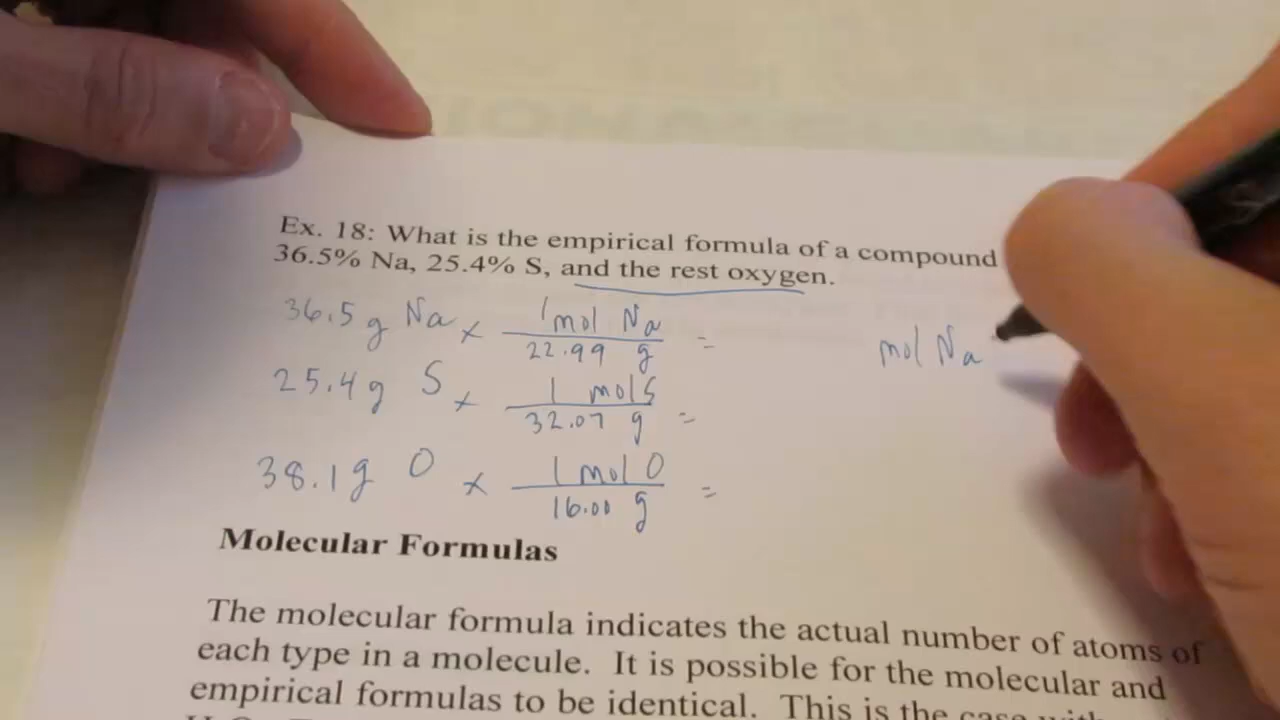 Ex. 18: What is the empirical formula of a compound
36.5% Na, 25.4% S, and the rest oxygen.
36.5 g Na x 1 mol Na / 22.99 g = mol Na
25.4 g S x 1 mol S / 32.07 g =
38.1 g O x 1 mol O / 16.00 g =
Molecular Formulas
The molecular formula indicates the actual number of atoms of
each type in a molecule. It is possible for the molecular and
empirical formulas to be identical. This is the case with